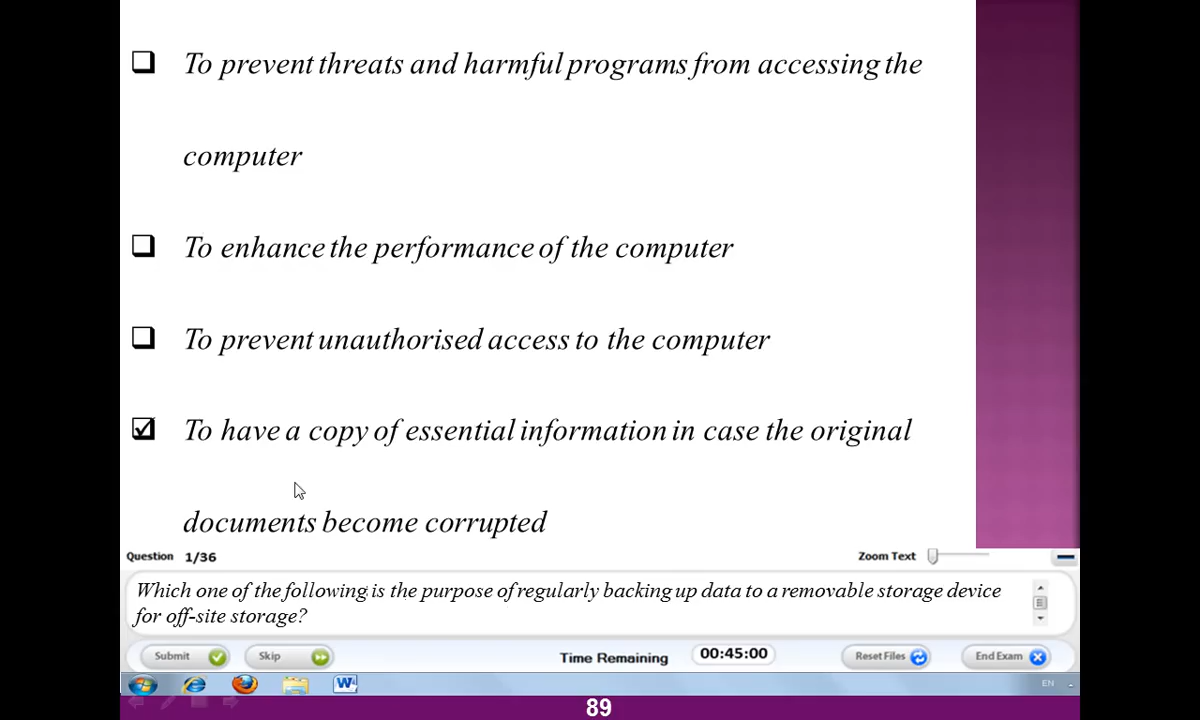 To prevent threats and harmful programs from accessing the
computer
To enhance the performance of the computer
To prevent unauthorised access to the computer
To have a copy of essential information in case the original
documents become corrupted
Question 1/36
Zoom Text
Which one of the following is the purpose of regularly backing up data to a removable storage device
for off-site storage?
Submit
Skip
Time Remaining
00:45:00
Reset Files
End Exam
W
EN
89